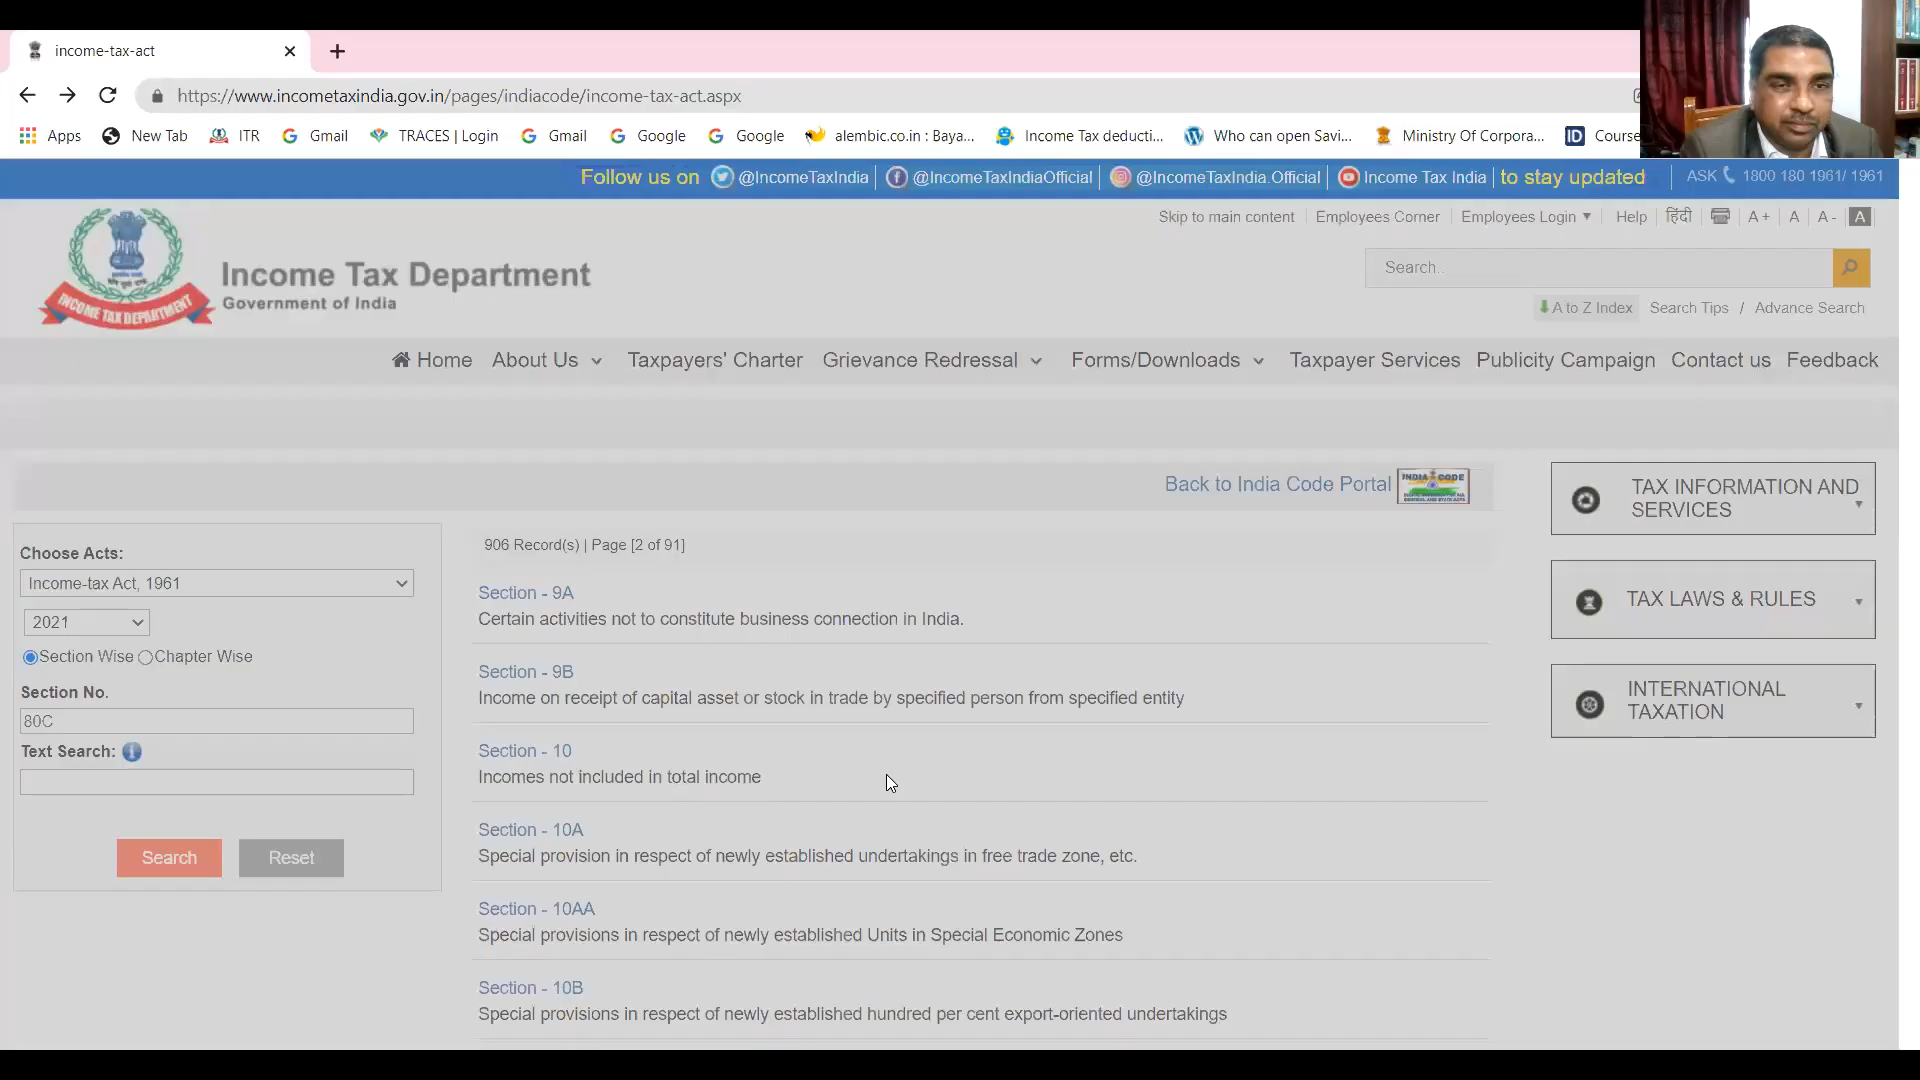 income-tax-act
https://www.incometaxindia.gov.in/pages/indiacode/income-tax-act.aspx
Apps New Tab ITR Gmail TRACES | Login Gmail Google Google alembic.co.in : Baya... Income Tax deducti... Who can open Savi... Ministry Of Corpora... ID Course
Follow us on @IncomeTaxIndia @IncomeTaxIndiaOfficial @IncomeTaxIndia.Official Income Tax India to stay updated ASK 1800 180 1961/ 1961
Skip to main content Employees Corner Employees Login Help हिंदी A + A A - A
INCOME TAX DEPARTMENT
Income Tax Department
Government of India
Search..
A to Z Index Search Tips / Advance Search
Home About Us Taxpayers' Charter Grievance Redressal Forms/Downloads Taxpayer Services Publicity Campaign Contact us Feedback
Back to India Code Portal INDIA CODE
Choose Acts:
Income-tax Act, 1961
2021
Section Wise Chapter Wise
Section No.
80C
Text Search:
Search Reset
906 Record(s) | Page [2 of 91]
Section - 9A
Certain activities not to constitute business connection in India.
Section - 9B
Income on receipt of capital asset or stock in trade by specified person from specified entity
Section - 10
Incomes not included in total income
Section - 10A
Special provision in respect of newly established undertakings in free trade zone, etc.
Section - 10AA
Special provisions in respect of newly established Units in Special Economic Zones
Section - 10B
Special provisions in respect of newly established hundred per cent export-oriented undertakings
TAX INFORMATION AND
SERVICES
TAX LAWS & RULES
INTERNATIONAL
TAXATION